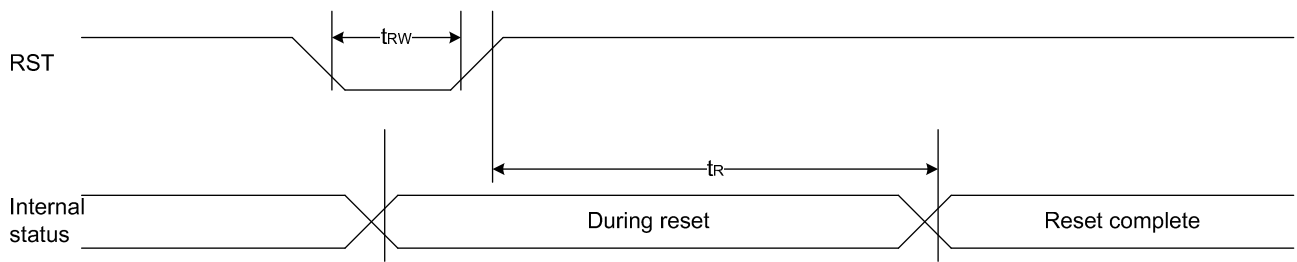 RST
tRW
tR
Internal
status
During reset
Reset complete